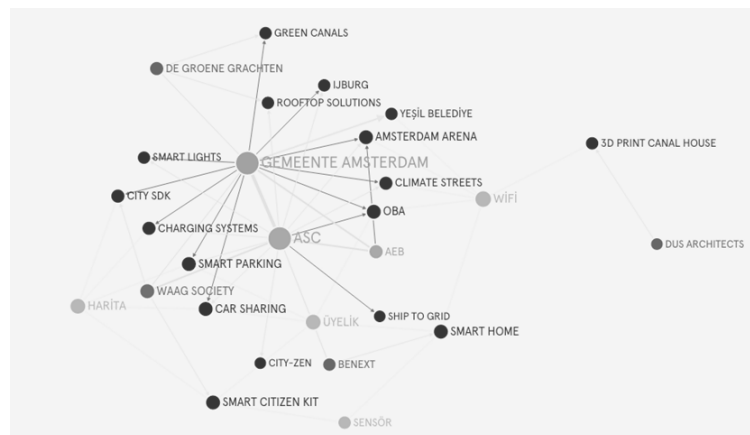 GREEN CANALS
DE GROENE GRACHTEN
IJBURG
ROOFTOP SOLUTIONS
YEŞİL BELEDİYE
AMSTERDAM ARENA
3D PRINT CANAL HOUSE
SMART LIGHTS
GEMEENTE AMSTERDAM
CLIMATE STREETS
CITY SDK
WİFİ
OBA
CHARGING SYSTEMS
ASC
DUS ARCHITECTS
AEB
SMART PARKING
WAAG SOCIETY
HARİTA
CAR SHARING
SHIP TO GRID
ÜYELİK
SMART HOME
CITY-ZEN
BENEXT
SMART CITIZEN KIT
SENSÖR